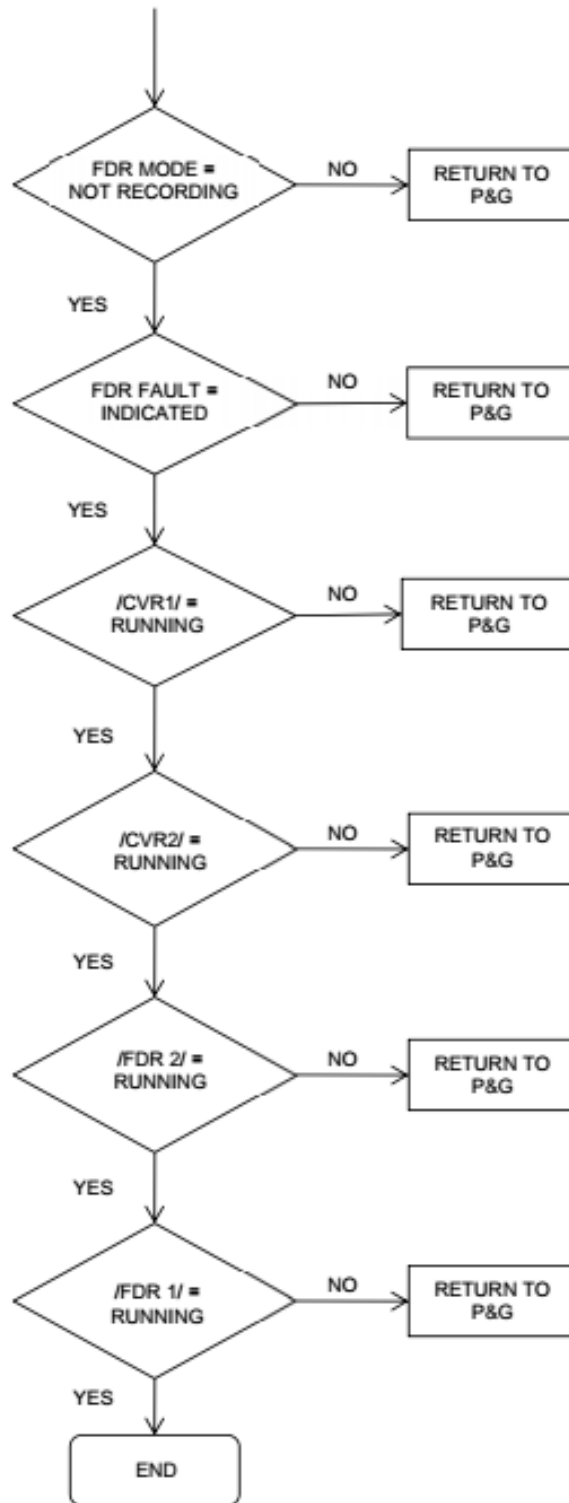 FDR MODE =
NOT RECORDING
NO
RETURN TO
P&G
YES
FDR FAULT =
INDICATED
NO
RETURN TO
P&G
YES
/CVR1/ =
RUNNING
NO
RETURN TO
P&G
YES
/CVR2/ =
RUNNING
NO
RETURN TO
P&G
YES
/FDR 2/ =
RUNNING
NO
RETURN TO
P&G
YES
/FDR 1/ =
RUNNING
NO
RETURN TO
P&G
YES
END